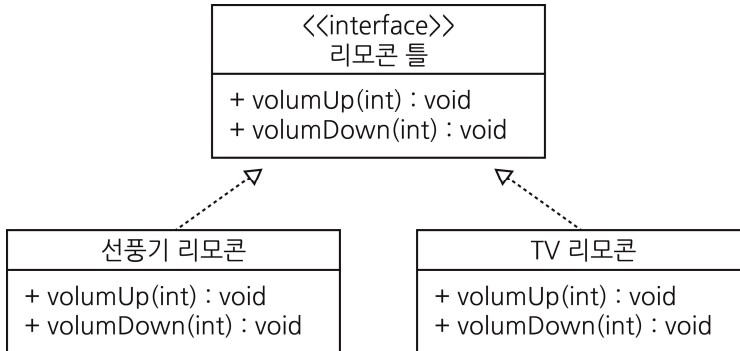 <<interface>>
리모콘 틀
+ volumUp(int) : void
+ volumDown(int) : void
선풍기 리모콘
+ volumUp(int) : void
+ volumDown(int) : void
TV 리모콘
+ volumUp(int) : void
+ volumDown(int) : void